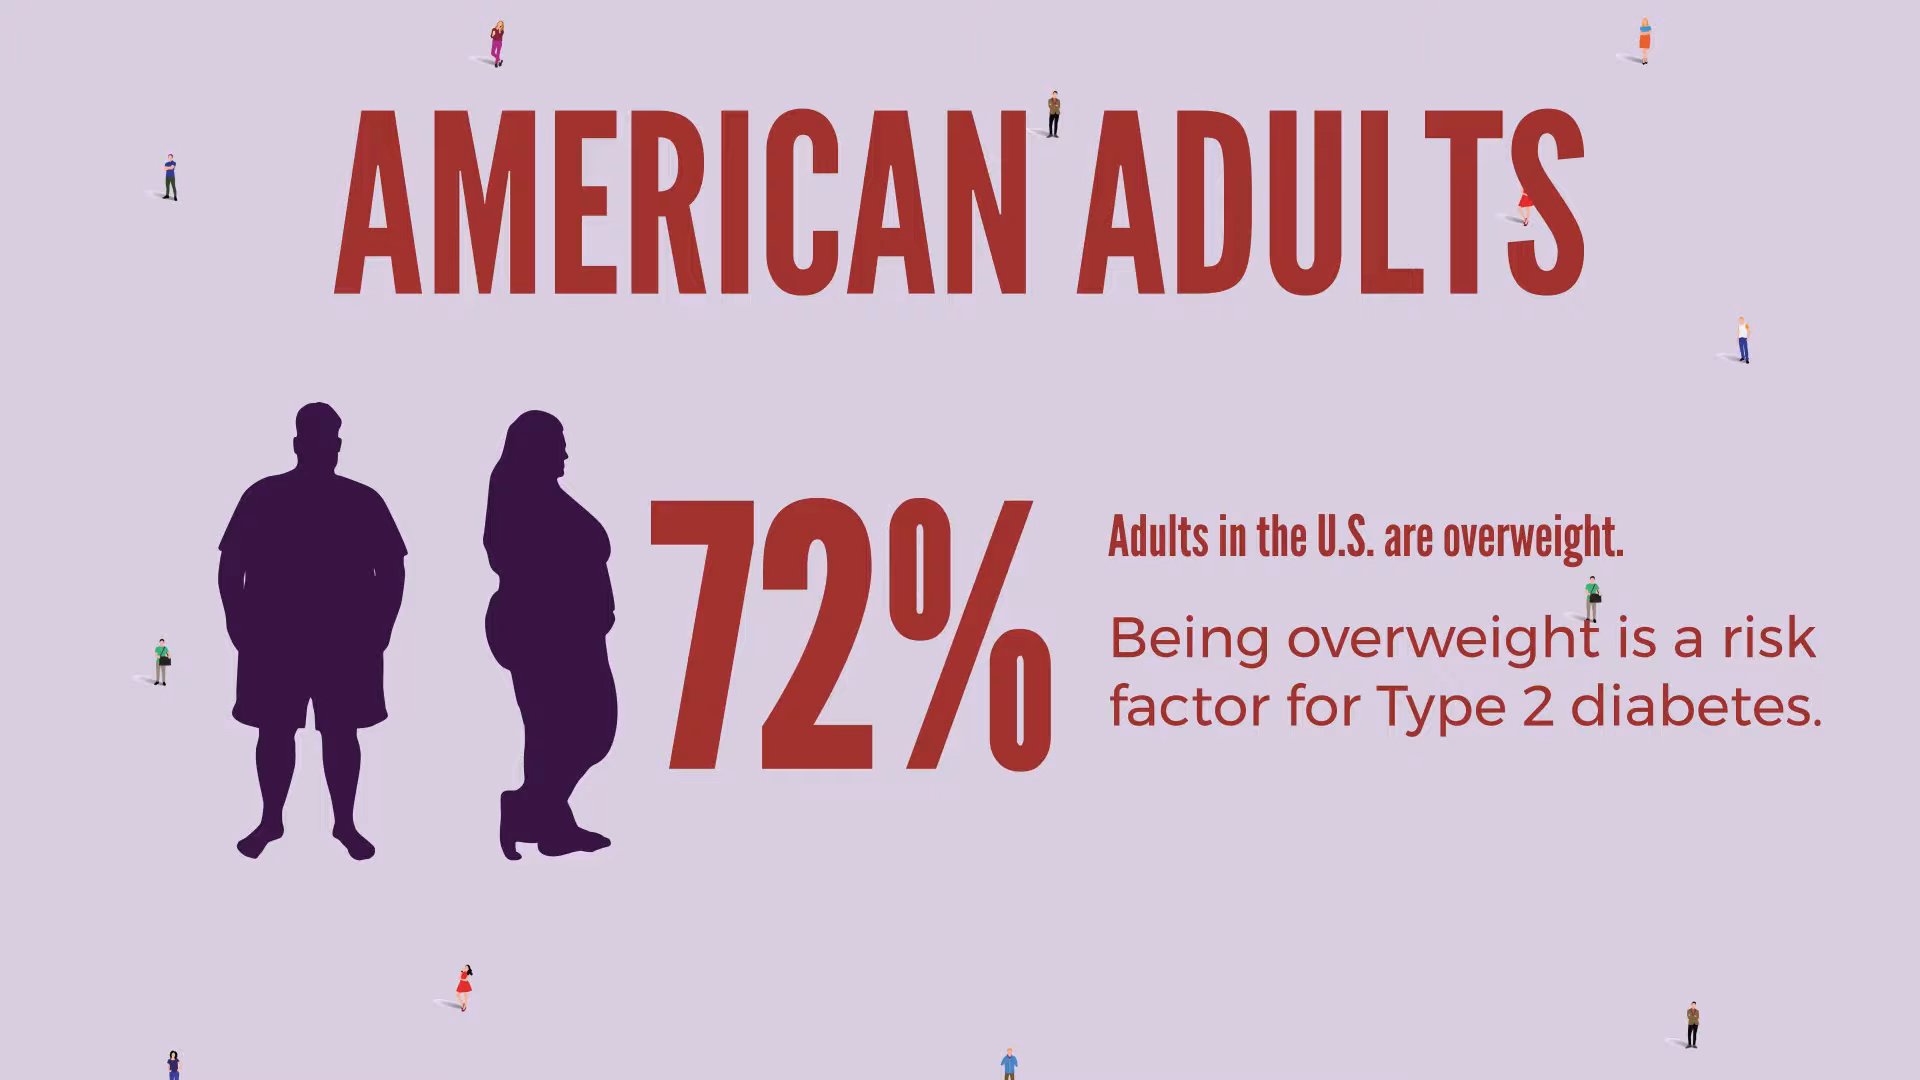 AMERICAN ADULTS
72%
Adults in the U.S. are overweight.
Being overweight is a risk
factor for Type 2 diabetes.